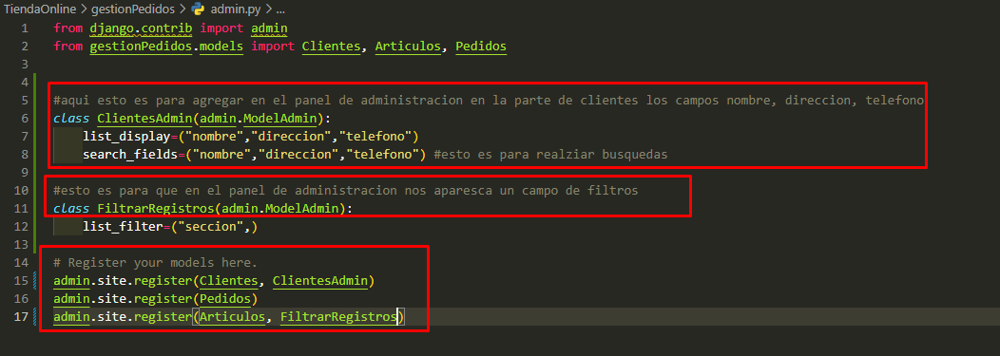 TiendaOnline > gestionPedidos > admin.py > ...
1 from django.contrib import admin
2 from gestionPedidos.models import Clientes, Articulos, Pedidos
3
4
5 #aqui esto es para agregar en el panel de administracion en la parte de clientes los campos nombre, direccion, telefono
6 class ClientesAdmin(admin.ModelAdmin):
7 list_display=("nombre","direccion","telefono")
8 search_fields=("nombre","direccion","telefono") #esto es para realziar busquedas
9
10 #esto es para que en el panel de administracion nos aparesca un campo de filtros
11 class FiltrarRegistros(admin.ModelAdmin):
12 list_filter=("seccion",)
13
14 # Register your models here.
15 admin.site.register(Clientes, ClientesAdmin)
16 admin.site.register(Pedidos)
17 admin.site.register(Articulos, FiltrarRegistros)